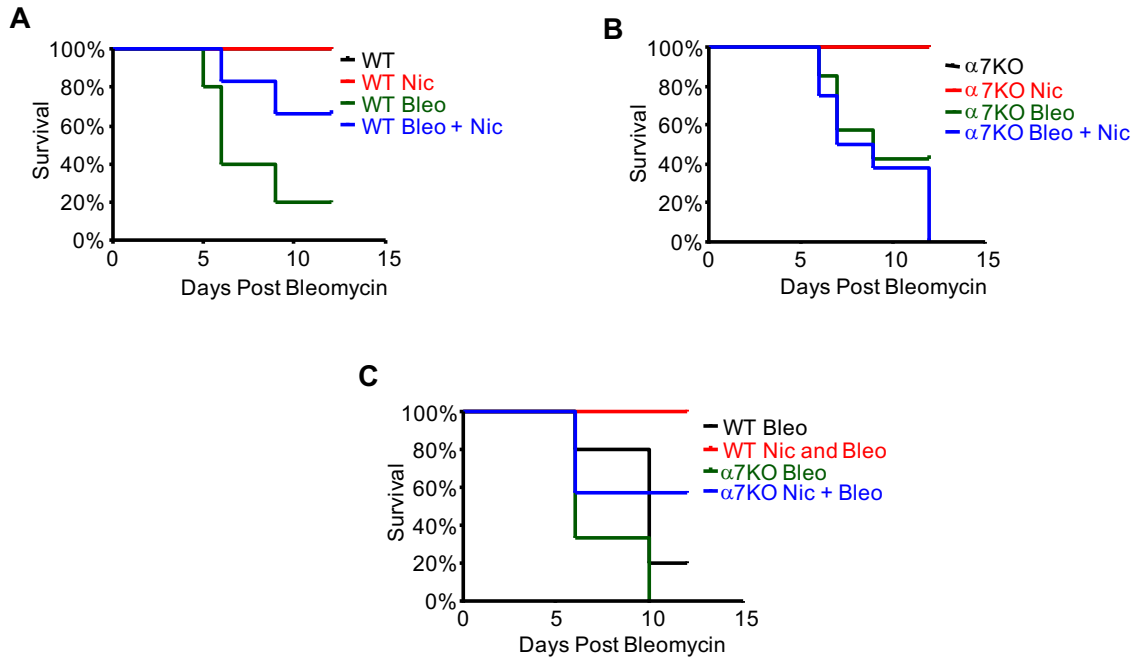 A
100%
80%
60%
40%
20%
0%
Survival
0 5 10 15
Days Post Bleomycin
WT
WT Nic
WT Bleo
WT Bleo + Nic
B
100%
80%
60%
40%
20%
0%
Survival
0 5 10 15
Days Post Bleomycin
α7KO
α7KO Nic
α7KO Bleo
α7KO Bleo + Nic
C
100%
80%
60%
40%
20%
0%
Survival
0 5 10 15
Days Post Bleomycin
WT Bleo
WT Nic and Bleo
α7KO Bleo
α7KO Nic + Bleo